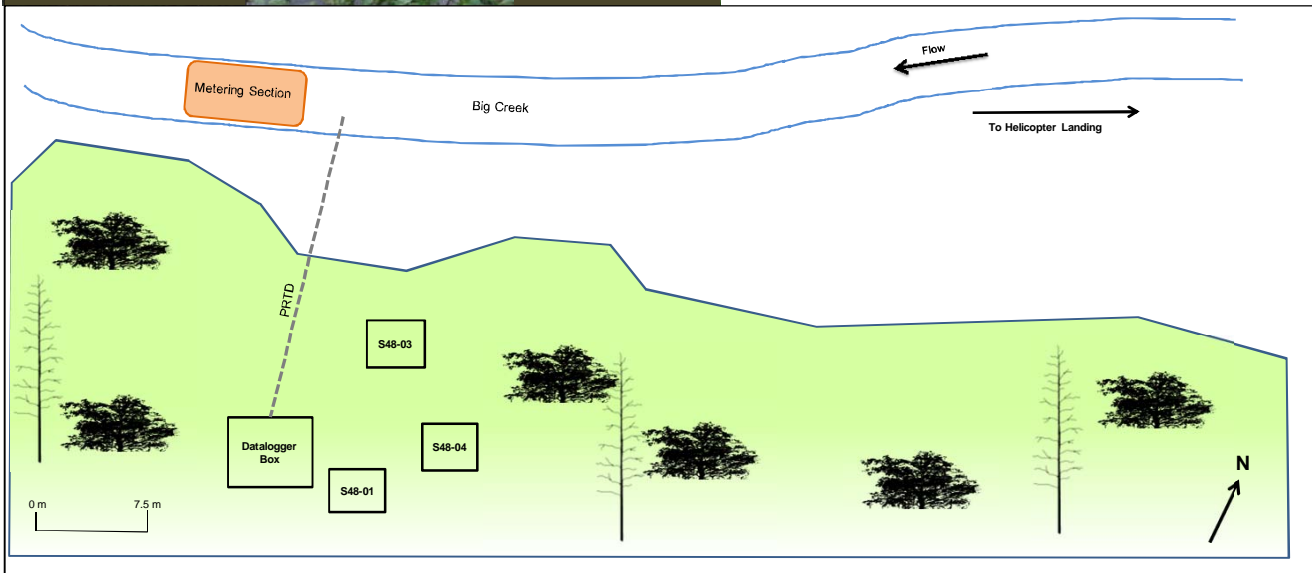 Flow
Metering Section
Big Creek
To Helicopter Landing
PRTD
S48-03
Datalogger
Box
S48-04
S48-01
N
0 m
7.5 m